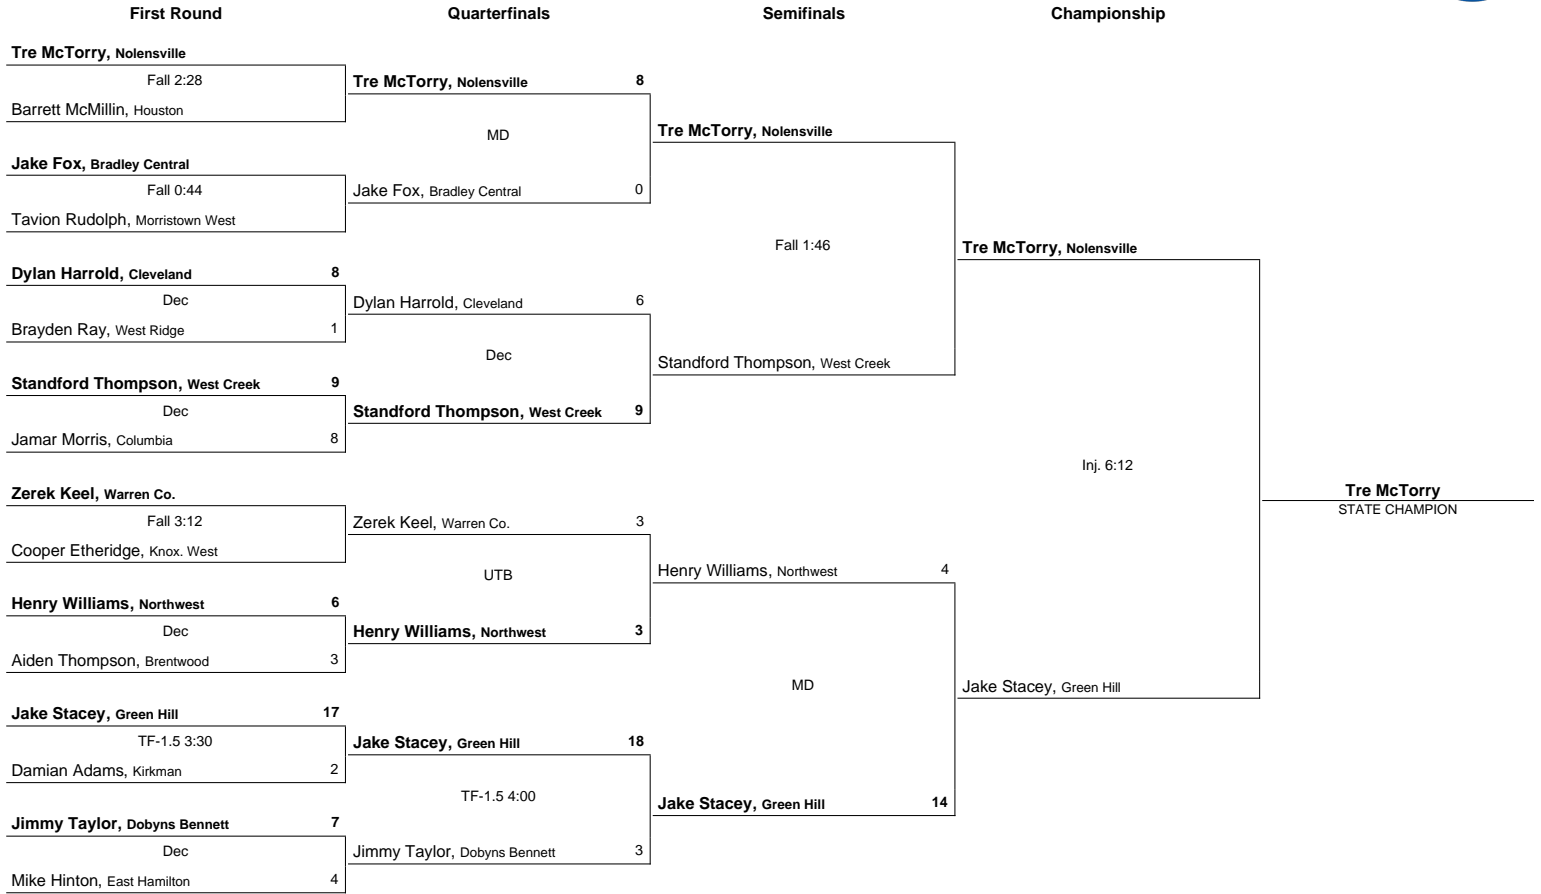 First Round
Quarterfinals
Semifinals
Championship
Tre McTorry, Nolensville
Fall 2:28
Barrett McMillin, Houston
Jake Fox, Bradley Central
Fall 0:44
Tavion Rudolph, Morristown West
Dylan Harrold, Cleveland 8
Dec
Brayden Ray, West Ridge 1
Standford Thompson, West Creek 9
Dec
Jamar Morris, Columbia 8
Zerek Keel, Warren Co.
Fall 3:12
Cooper Etheridge, Knox. West
Henry Williams, Northwest 6
Dec
Aiden Thompson, Brentwood 3
Jake Stacey, Green Hill 17
TF-1.5 3:30
Damian Adams, Kirkman 2
Jimmy Taylor, Dobyns Bennett 7
Dec
Mike Hinton, East Hamilton 4
Tre McTorry, Nolensville 8
MD
Jake Fox, Bradley Central 0
Dylan Harrold, Cleveland 6
Dec
Standford Thompson, West Creek 9
Zerek Keel, Warren Co. 3
UTB
Henry Williams, Northwest 3
Jake Stacey, Green Hill 18
TF-1.5 4:00
Jimmy Taylor, Dobyns Bennett 3
Tre McTorry, Nolensville
Fall 1:46
Standford Thompson, West Creek
Henry Williams, Northwest 4
MD
Jake Stacey, Green Hill 14
Tre McTorry, Nolensville
Inj. 6:12
Jake Stacey, Green Hill
Tre McTorry
STATE CHAMPION